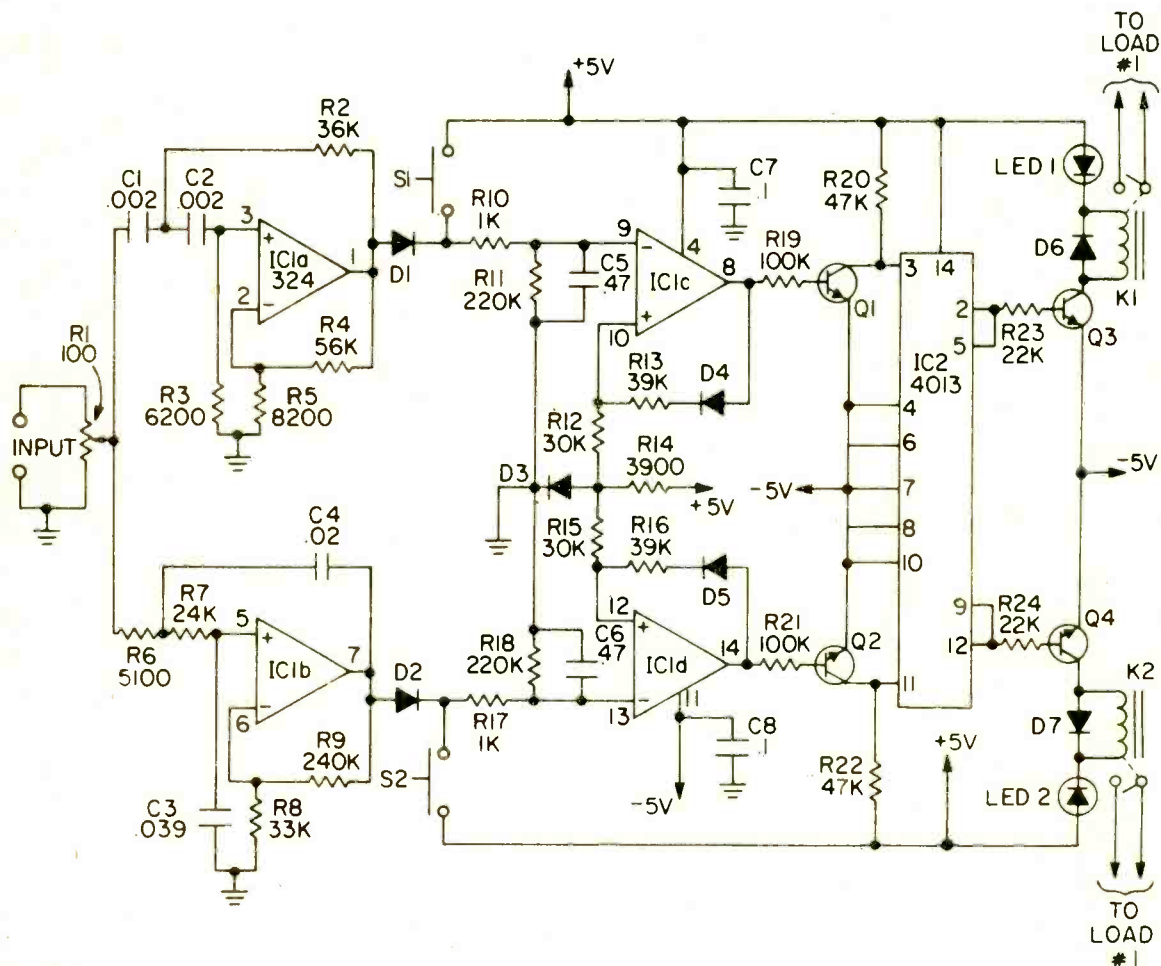 TO
LOAD
#1
+5V
R2
36K
LED 1
C1
.002
C2
.002
S1
R10
1K
C7
.1
R20
47K
3
+
IC1a
324
1
2
−
D1
9
−
4
R19
100K
3
14
D6
K1
R11
220K
C5
.47
IC1c
8
10
+
Q1
2
R23
22K
Q3
5
R4
56K
R1
100
R13
39K
D4
IC2
4013
R3
6200
R5
8200
R12
30K
4
INPUT
R14
3900
6
D3
+5V
−5V
7
−5V
C4
.02
R15
30K
R16
39K
8
D5
10
R7
24K
9
R24
22K
Q4
R6
5100
5
+
IC1b
7
12
+
R21
100K
12
D2
R18
220K
C6
.47
IC1d
14
Q2
11
K2
6
−
13
−
11
R17
1K
C8
.1
D7
R9
240K
S2
+5V
R22
47K
C3
.039
R8
33K
−5V
LED 2
TO
LOAD
#1